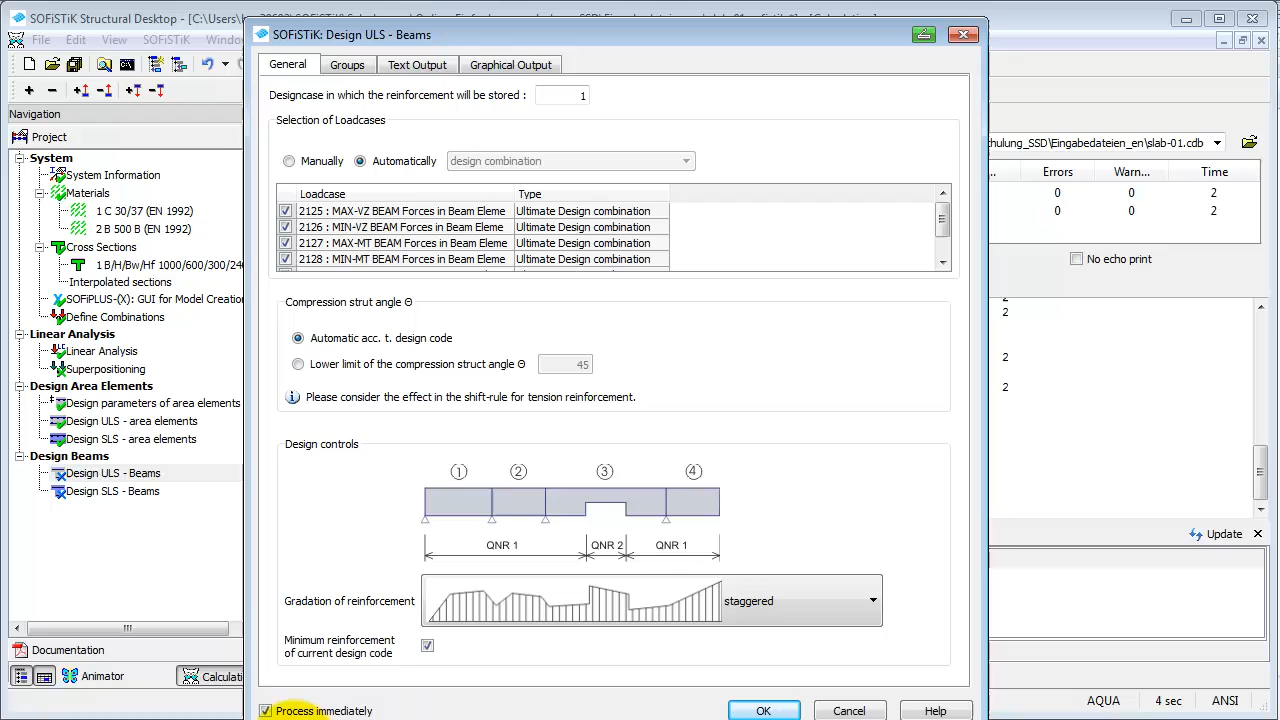 SOFiSTiK Structural Desktop - [C:\Users\
File Edit View SOFiSTiK Window
Navigation
Project
System
System Information
Materials
1 C 30/37 (EN 1992)
2 B 500 B (EN 1992)
Cross Sections
1 B/H/Bw/Hf 1000/600/300/240
Interpolated sections
SOFiPLUS-(X): GUI for Model Creation
Define Combinations
Linear Analysis
Linear Analysis
Superpositioning
Design Area Elements
Design parameters of area elements
Design ULS - area elements
Design SLS - area elements
Design Beams
Design ULS - Beams
Design SLS - Beams
Documentation
Animator
Calculati
SOFiSTiK: Design ULS - Beams
General Groups Text Output Graphical Output
Designcase in which the reinforcement will be stored : 1
Selection of Loadcases
Manually Automatically design combination
Loadcase Type
2125 : MAX-VZ BEAM Forces in Beam Eleme Ultimate Design combination
2126 : MIN-VZ BEAM Forces in Beam Eleme Ultimate Design combination
2127 : MAX-MT BEAM Forces in Beam Eleme Ultimate Design combination
2128 : MIN-MT BEAM Forces in Beam Eleme Ultimate Design combination
Compression strut angle Θ
Automatic acc. t. design code
Lower limit of the compression struct angle Θ 45
Please consider the effect in the shift-rule for tension reinforcement.
Design controls
1 2 3 4
QNR 1 QNR 2 QNR 1
Gradation of reinforcement staggered
Minimum reinforcement
of current design code
Process immediately OK Cancel Help
hulung_SSD\Eingabedateien_en\slab-01.cdb
... Errors Warn... Time
0 0 2
0 0 2
No echo print
2
2
2
Update
AQUA 4 sec ANSI